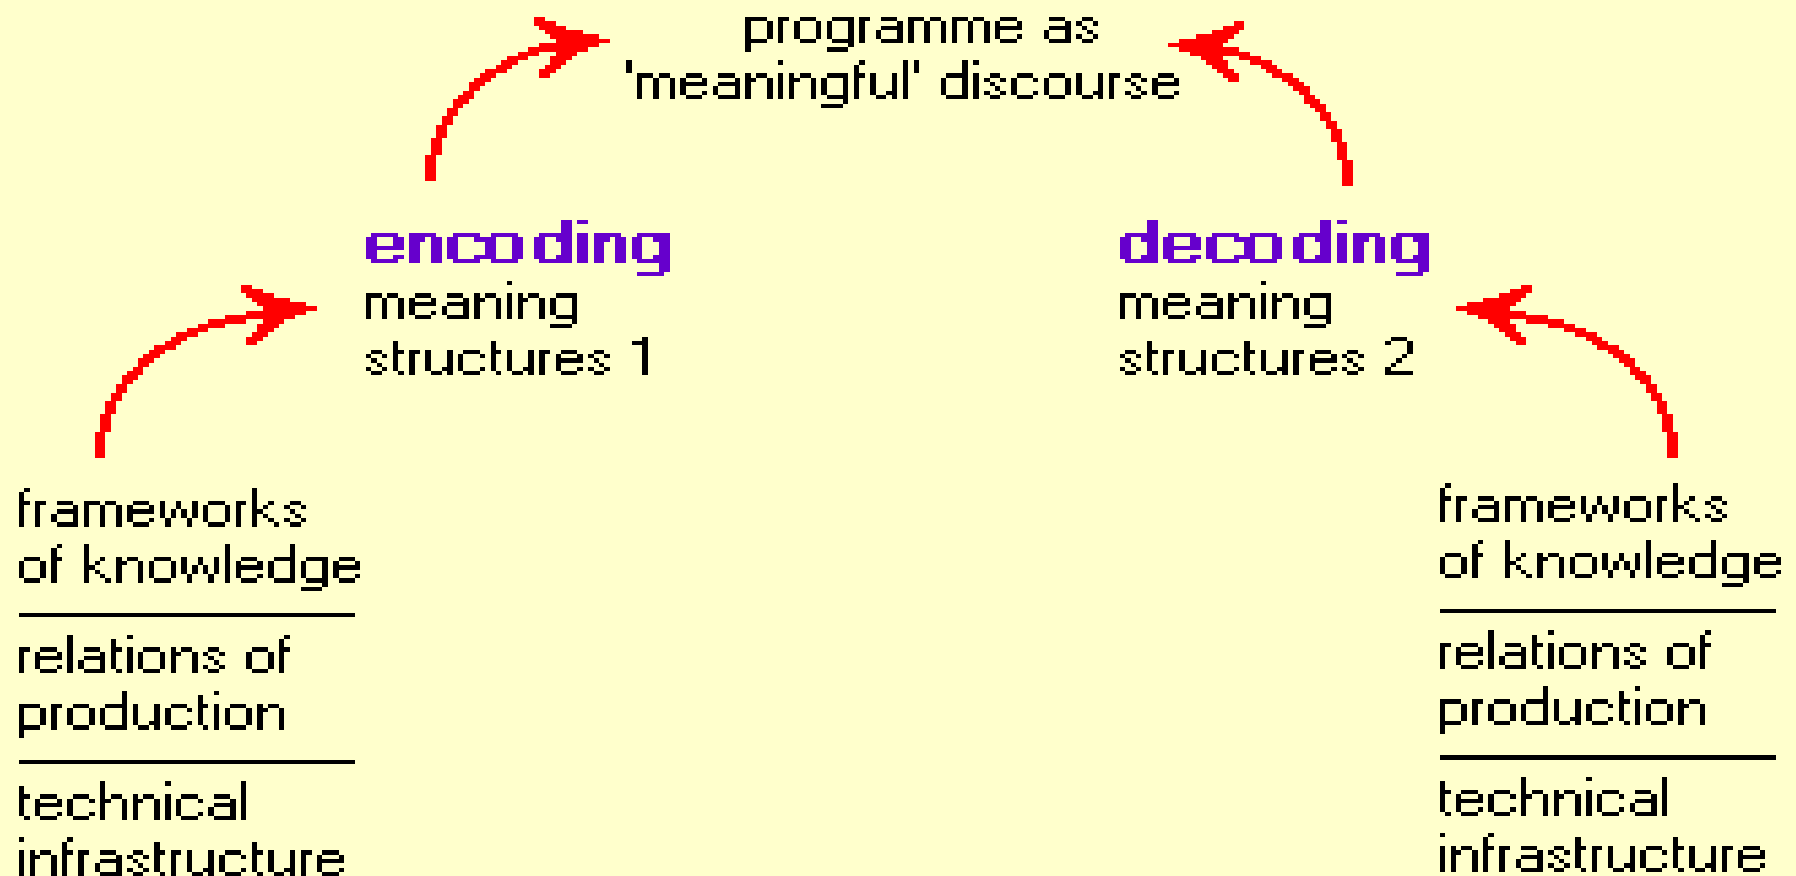 programme as
'meaningful' discourse
encoding
meaning
structures 1
decoding
meaning
structures 2
frameworks
of knowledge
relations of
production
technical
infrastructure
frameworks
of knowledge
relations of
production
technical
infrastructure